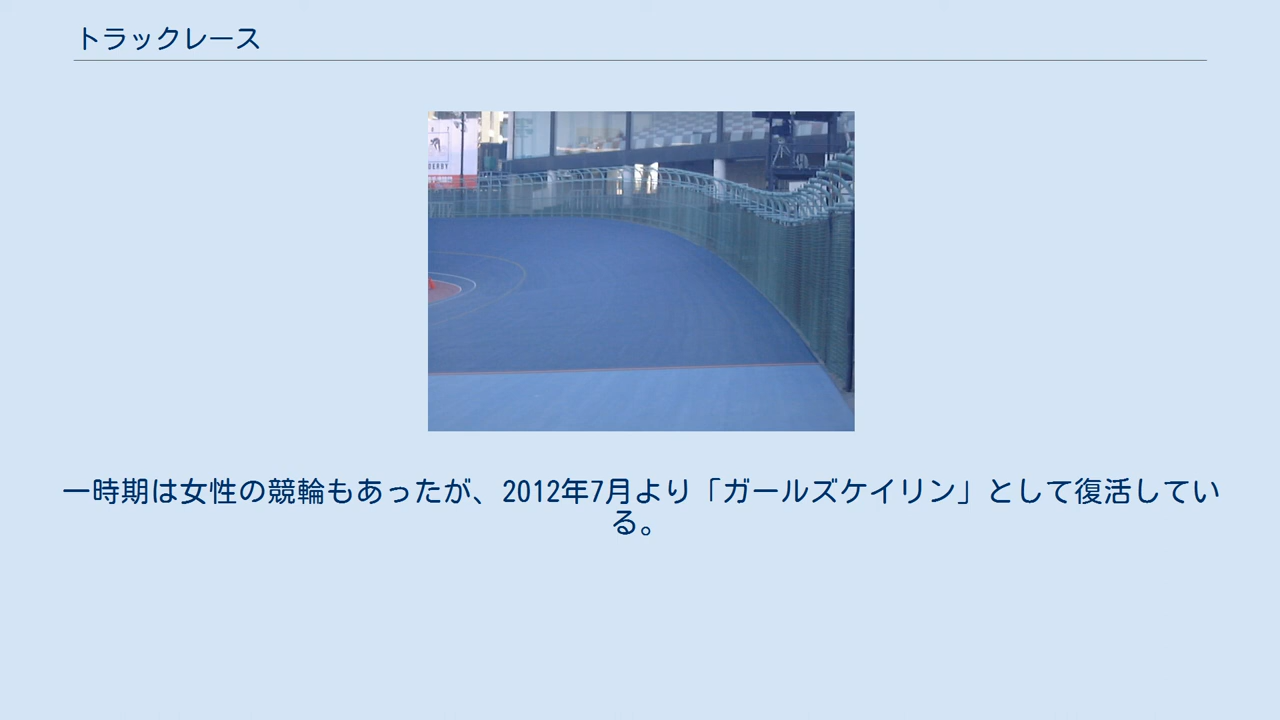 トラックレース
一時期は女性の競輪もあったが、2012年7月より「ガールズケイリン」として復活してい
る。